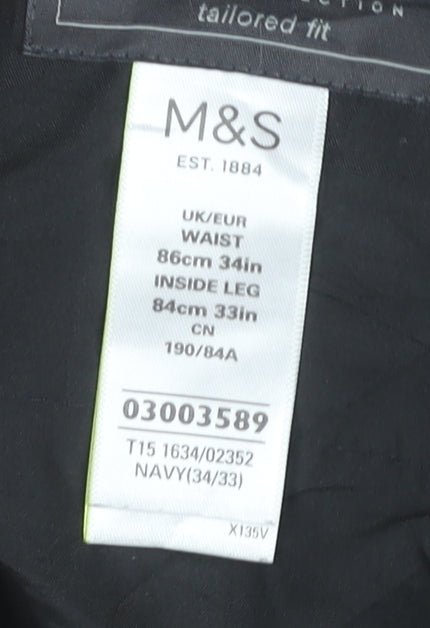 tailored fit
M&S
EST. 1884
UK/EUR
WAIST
86cm 34in
INSIDE LEG
84cm 33in
CN
190/84A
03003589
T15 1634/02352
NAVY(34/33)
X135V